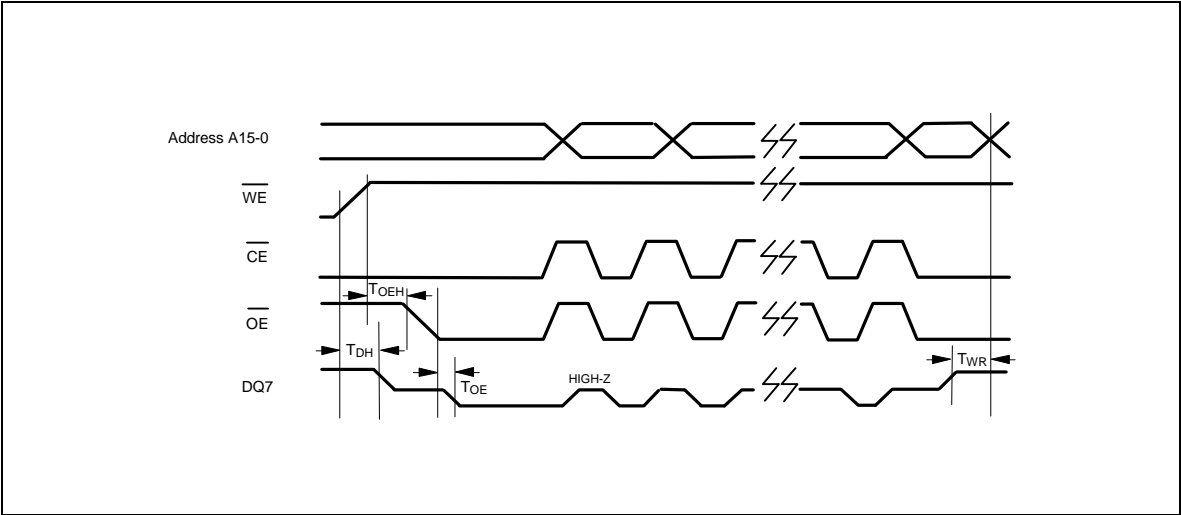 Address A15-0
WE
CE
TOEH
OE
TDH
TWR
DQ7
TOE
HIGH-Z